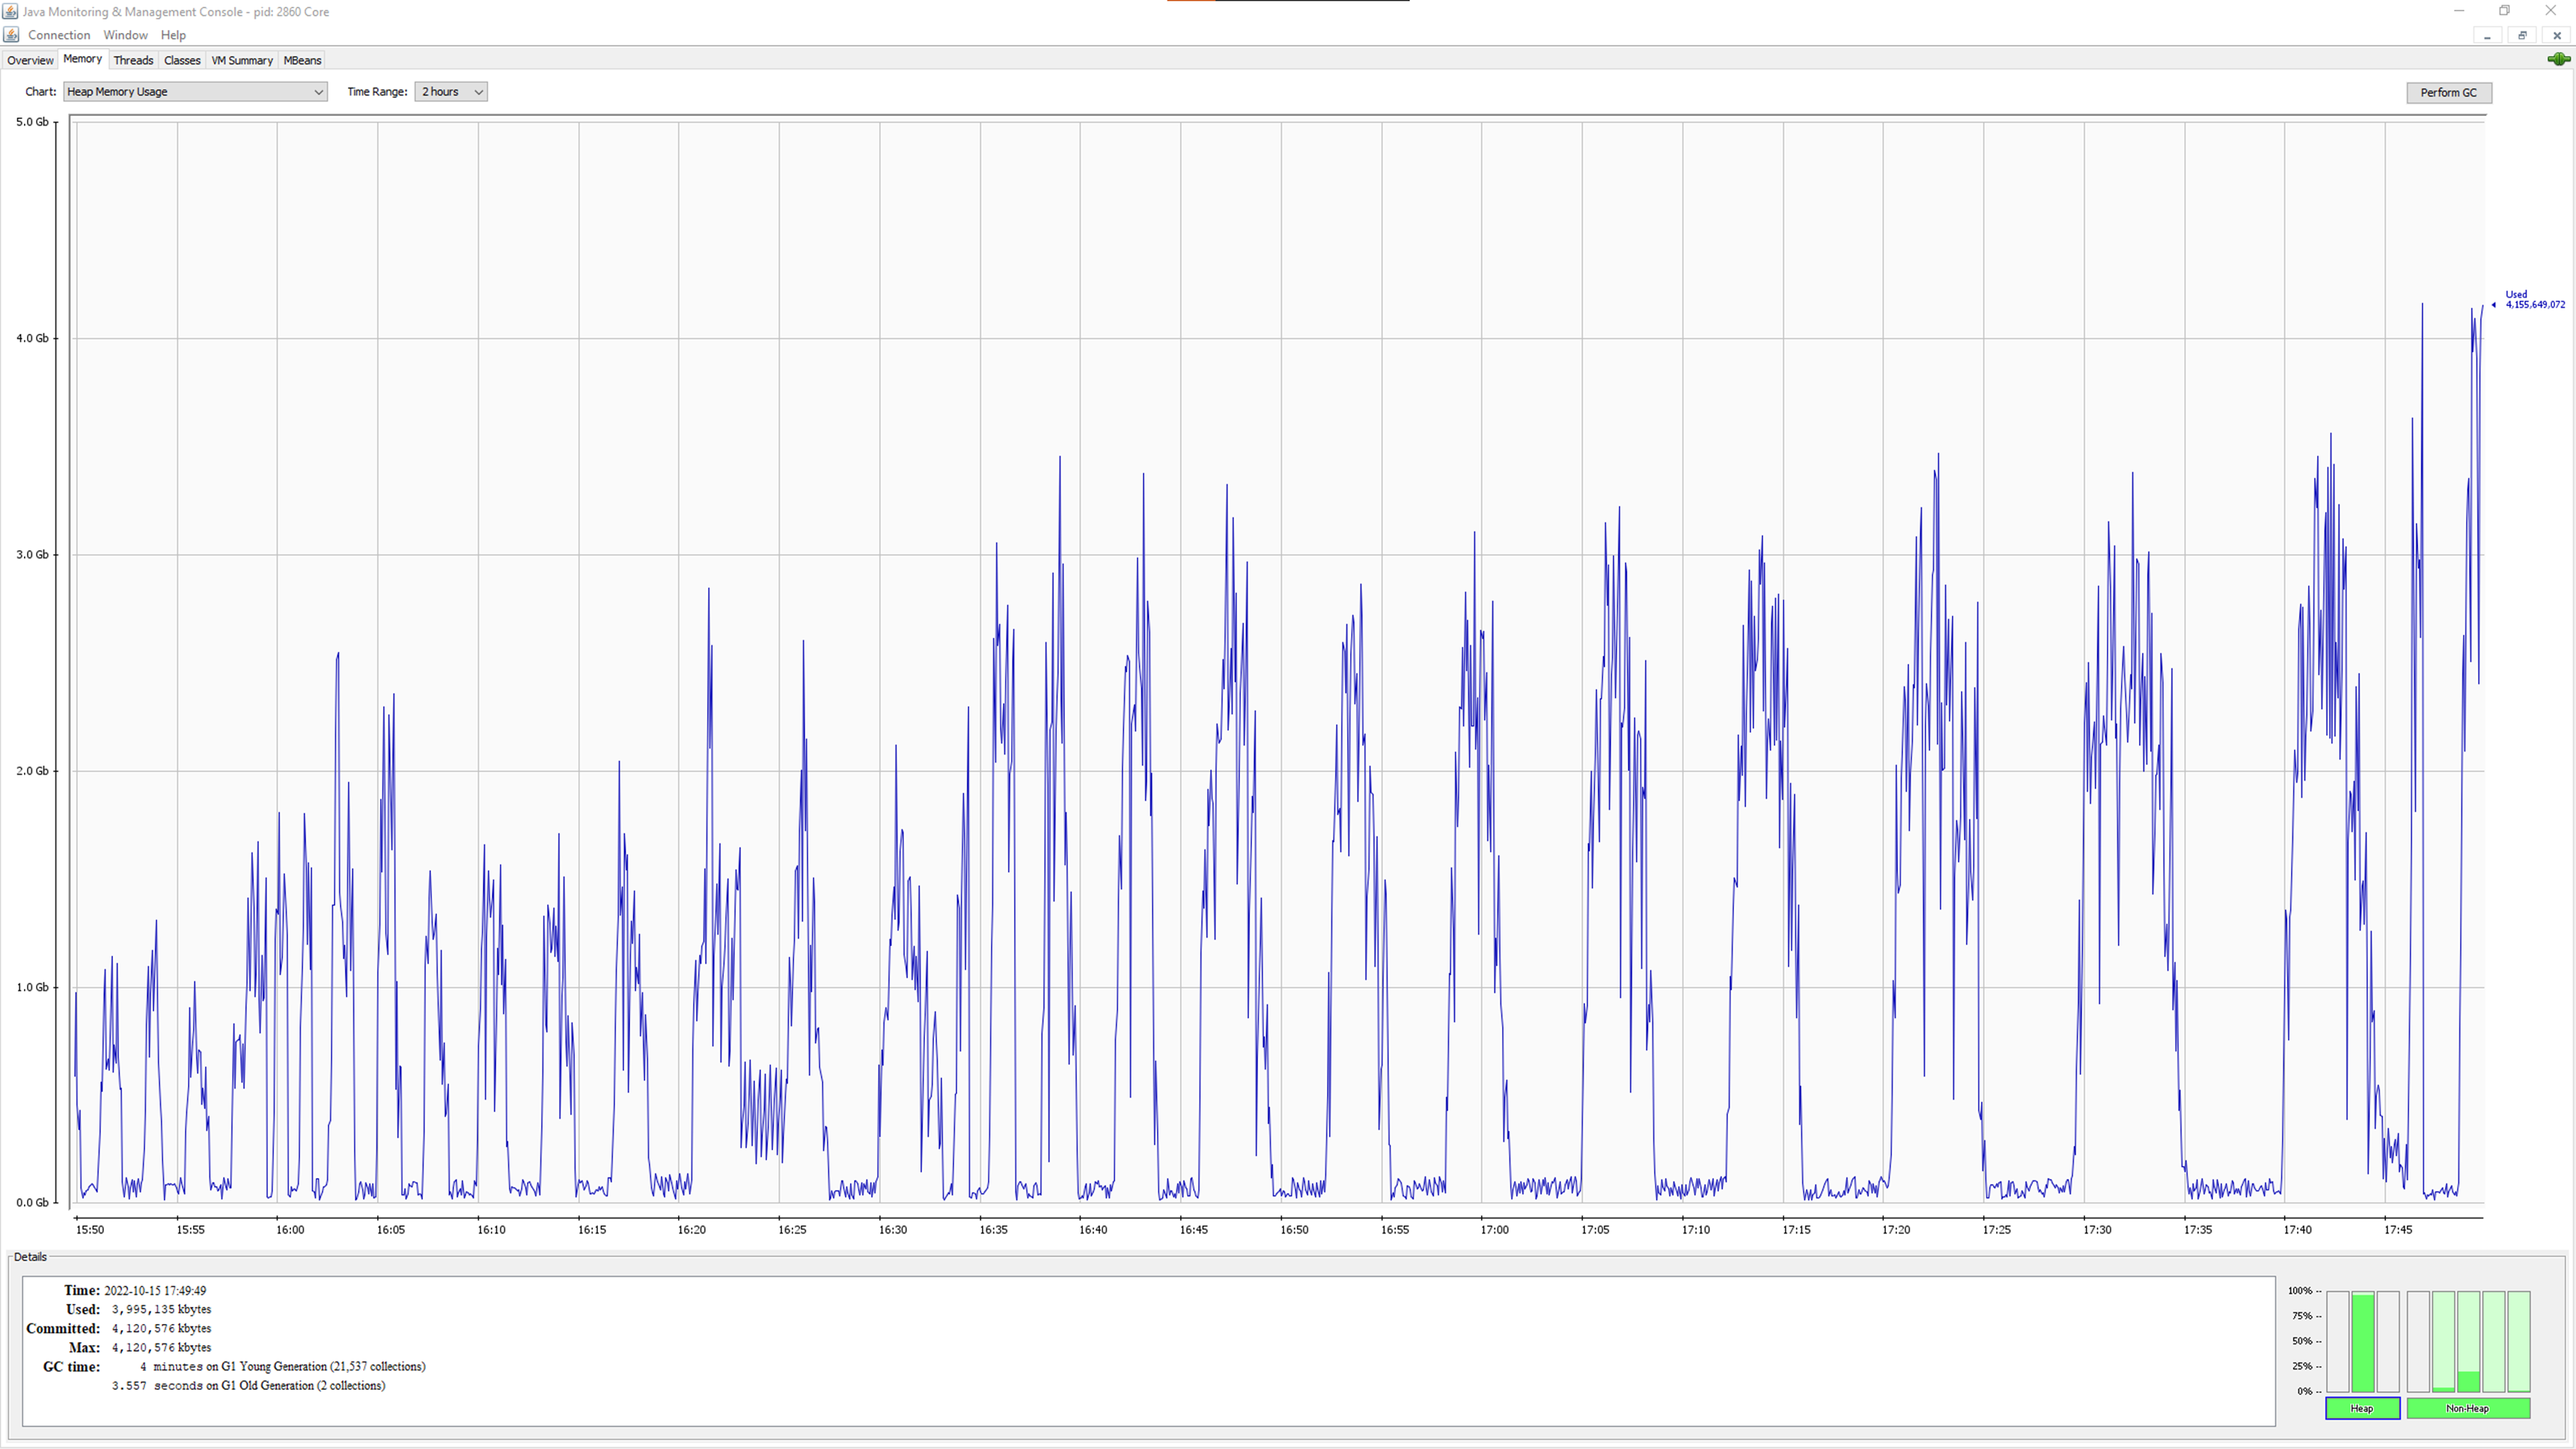 Java Monitoring & Management Console - pid: 2860 Core
Connection Window Help
Overview Memory Threads Classes VM Summary MBeans
Chart: Heap Memory Usage Time Range: 2 hours Perform GC
5.0 Gb
4.0 Gb
3.0 Gb
2.0 Gb
1.0 Gb
0.0 Gb
Used
4,155,649,072
15:50 15:55 16:00 16:05 16:10 16:15 16:20 16:25 16:30 16:35 16:40 16:45 16:50 16:55 17:00 17:05 17:10 17:15 17:20 17:25 17:30 17:35 17:40 17:45
Details
Time: 2022-10-15 17:49:49
Used: 3,995,135 kbytes
Committed: 4,120,576 kbytes
Max: 4,120,576 kbytes
GC time: 4 minutes on G1 Young Generation (21,537 collections)
3.557 seconds on G1 Old Generation (2 collections)
100% --
75% --
50% --
25% --
0% --
Heap Non-Heap